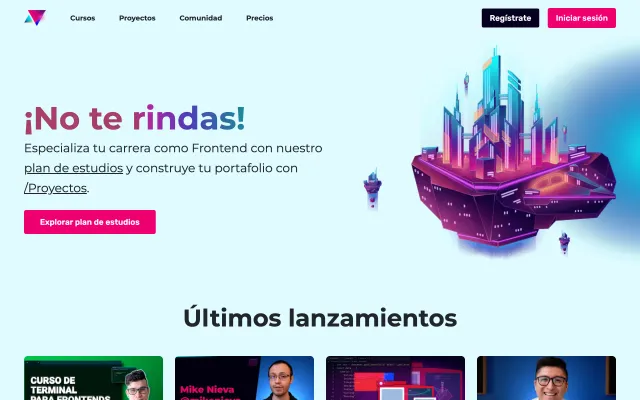 Cursos
Proyectos
Comunidad
Precios
Regístrate
Iniciar sesión
¡No te rindas!
Especializa tu carrera como Frontend con nuestro
plan de estudios y construye tu portafolio con
/Proyectos.
Explorar plan de estudios
Últimos lanzamientos
CURSO DE
TERMINAL
PARA FRONTENDS
Mike Nieva